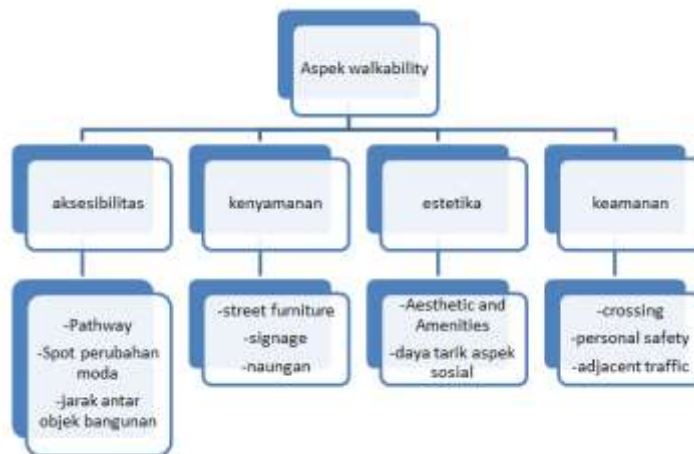 Aspek walkability
aksesibilitas
kenyamanan
estetika
keamanan
-Pathway
-Spot perubahan
moda
-jarak antar
objek bangunan
-street furniture
-signage
-naungan
-Aesthetic and
Amenities
-daya tarik aspek
sosial
-crossing
-personal safety
-adjacent traffic